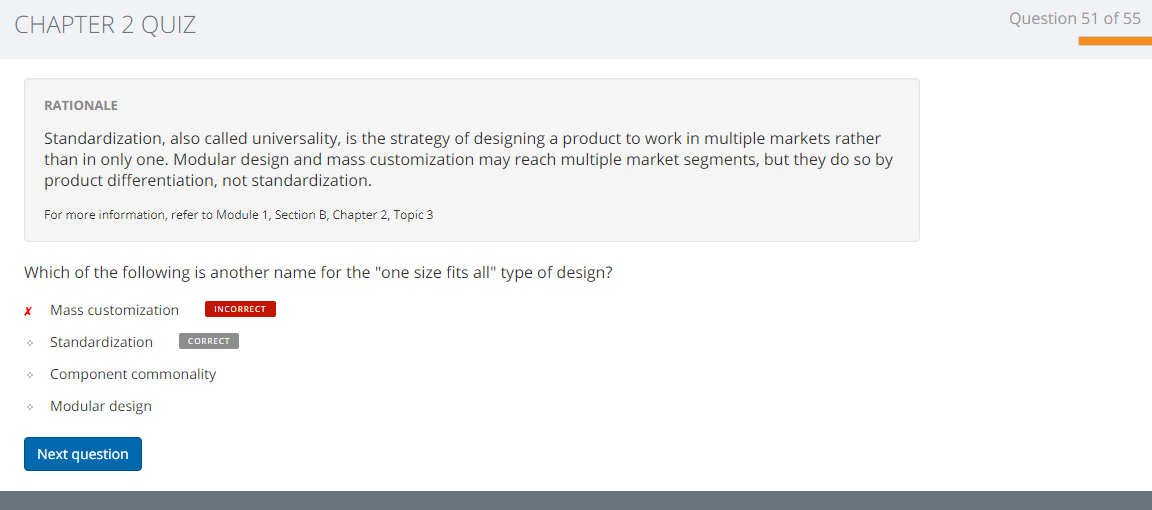 CHAPTER 2 QUIZ
Question 51 of 55
RATIONALE
Standardization, also called universality, is the strategy of designing a product to work in multiple markets rather
than in only one. Modular design and mass customization may reach multiple market segments, but they do so by
product differentiation, not standardization.
For more information, refer to Module 1, Section B, Chapter 2, Topic 3
Which of the following is another name for the "one size fits all" type of design?
✗ Mass customization INCORRECT
Standardization CORRECT
Component commonality
Modular design
Next question